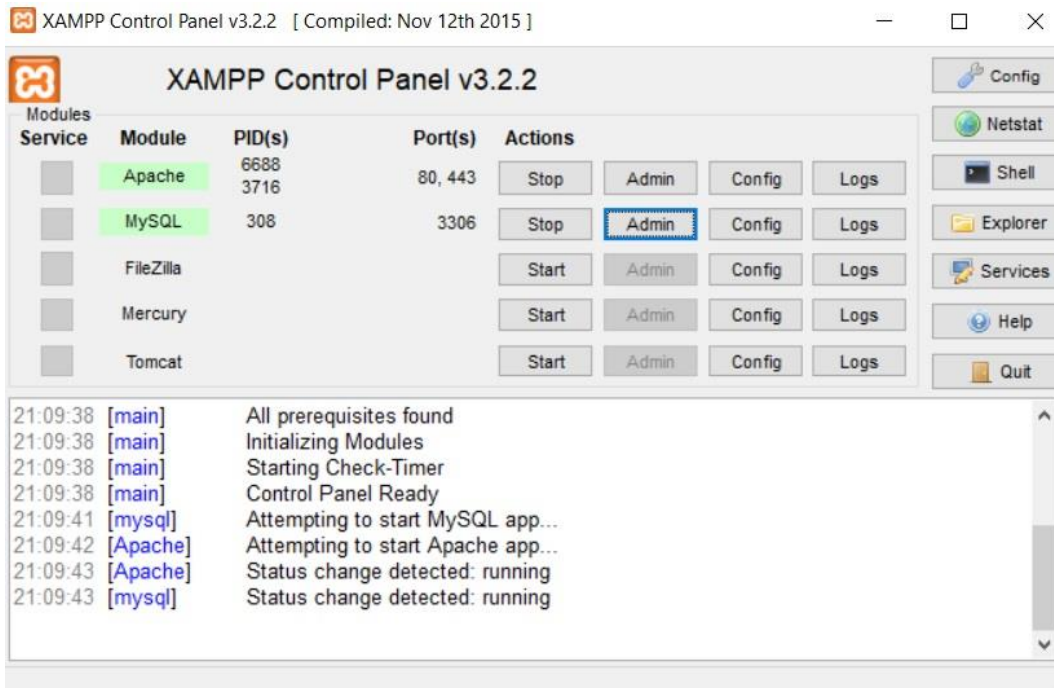 XAMPP Control Panel v3.2.2 [ Compiled: Nov 12th 2015 ]
XAMPP Control Panel v3.2.2
Config
Modules
Service Module PID(s) Port(s) Actions
Netstat
Apache 6688 3716 80, 443 Stop Admin Config Logs
Shell
MySQL 308 3306 Stop Admin Config Logs
Explorer
FileZilla Start Admin Config Logs
Services
Mercury Start Admin Config Logs
Help
Tomcat Start Admin Config Logs
Quit
21:09:38 [main] All prerequisites found
21:09:38 [main] Initializing Modules
21:09:38 [main] Starting Check-Timer
21:09:38 [main] Control Panel Ready
21:09:41 [mysql] Attempting to start MySQL app...
21:09:42 [Apache] Attempting to start Apache app...
21:09:43 [Apache] Status change detected: running
21:09:43 [mysql] Status change detected: running